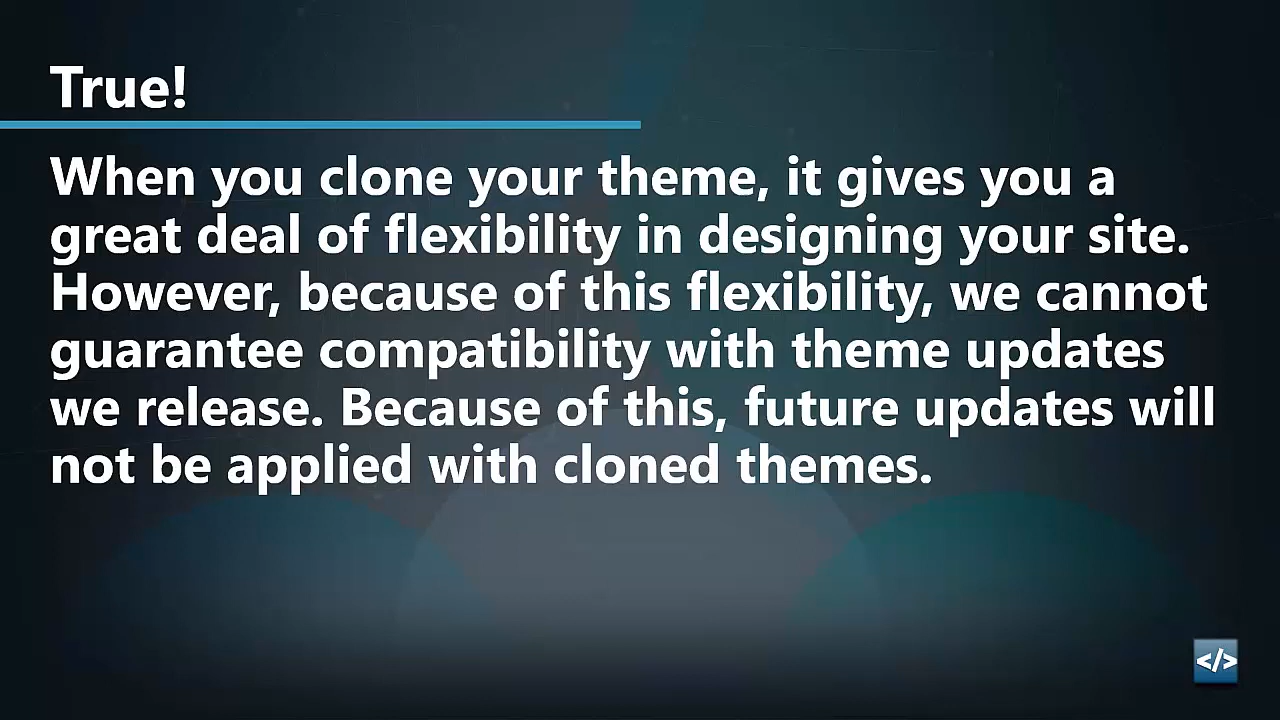 True!
When you clone your theme, it gives you a
great deal of flexibility in designing your site.
However, because of this flexibility, we cannot
guarantee compatibility with theme updates
we release. Because of this, future updates will
not be applied with cloned themes.
</>